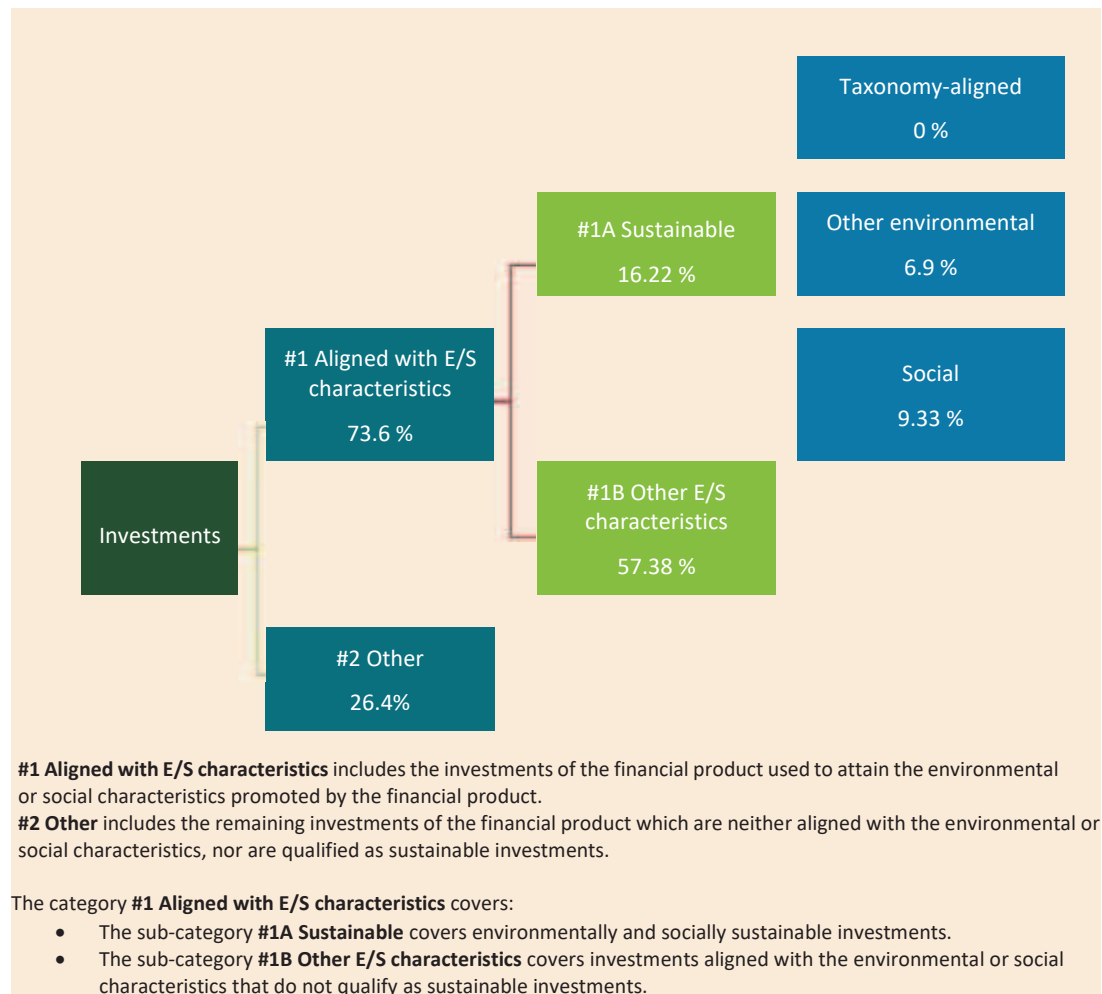 Taxonomy-aligned
0 %
#1A Sustainable
16.22 %
Other environmental
6.9 %
#1 Aligned with E/S
characteristics
73.6 %
Social
9.33 %
Investments
#1B Other E/S
characteristics
57.38 %
#2 Other
26.4%
#1 Aligned with E/S characteristics includes the investments of the financial product used to attain the environmental
or social characteristics promoted by the financial product.
#2 Other includes the remaining investments of the financial product which are neither aligned with the environmental or
social characteristics, nor are qualified as sustainable investments.
The category #1 Aligned with E/S characteristics covers:
• The sub-category #1A Sustainable covers environmentally and socially sustainable investments.
• The sub-category #1B Other E/S characteristics covers investments aligned with the environmental or social
characteristics that do not qualify as sustainable investments.